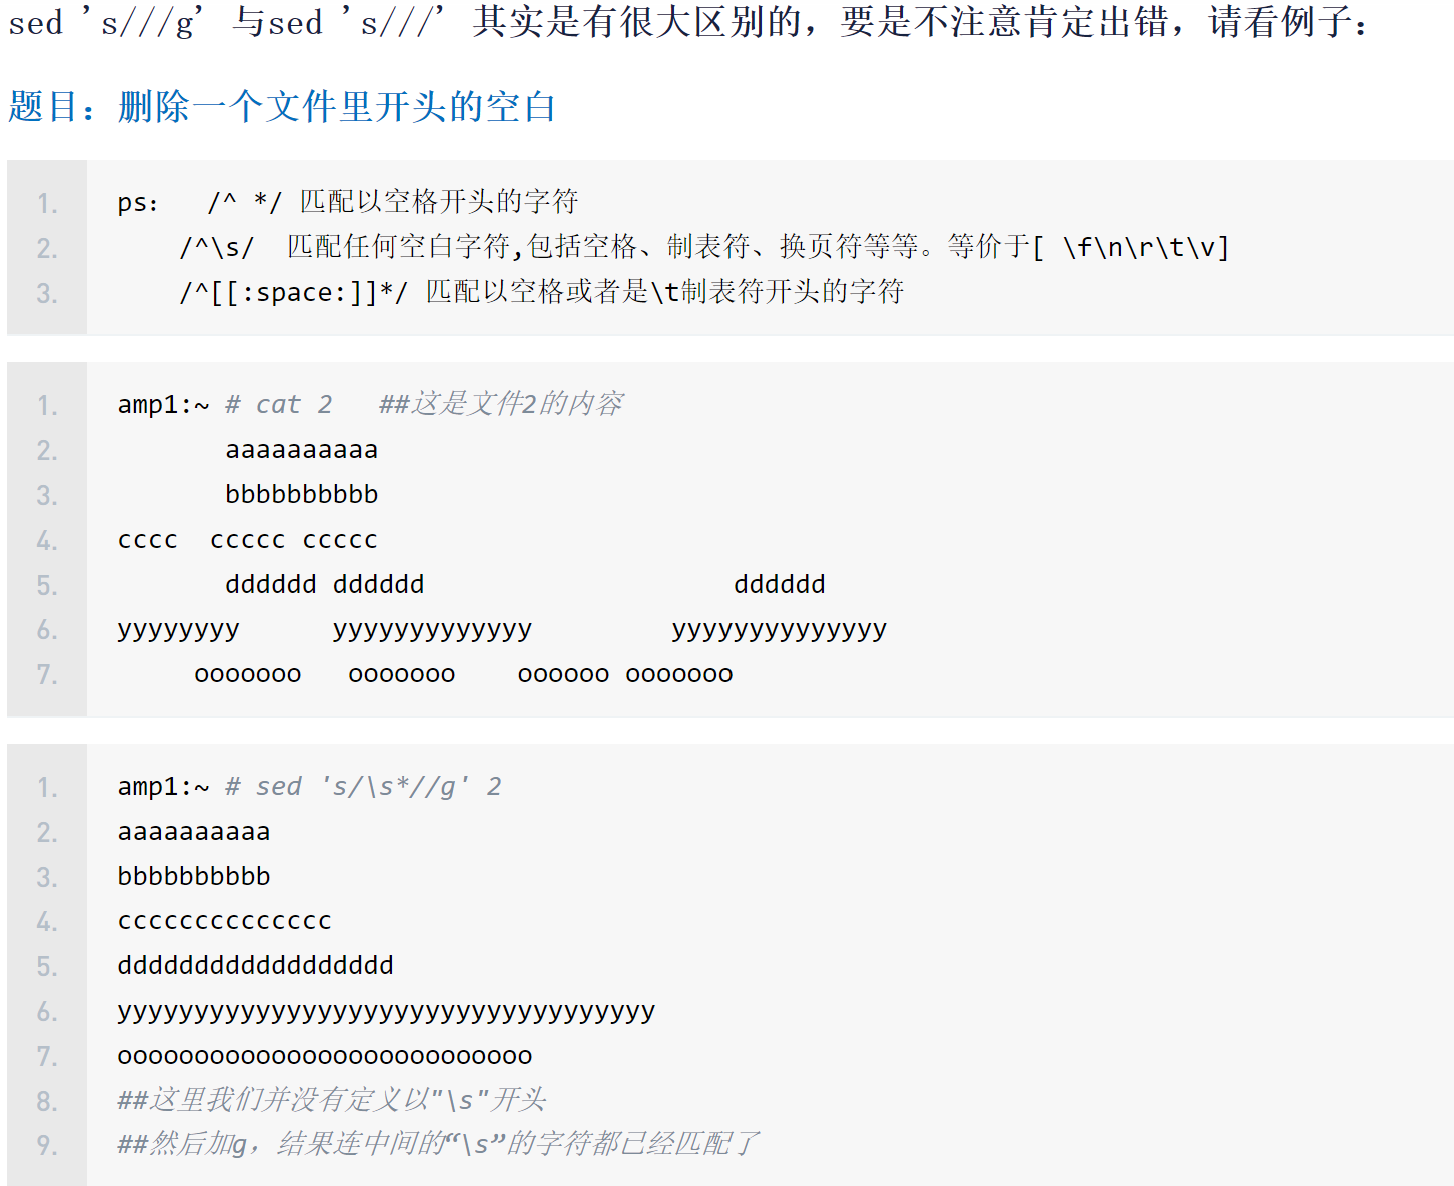 sed 's///g' 与sed 's///' 其实是有很大区别的，要是不注意肯定出错，请看例子：
题目：删除一个文件里开头的空白
1. ps： /^ */ 匹配以空格开头的字符
2. /^\s/ 匹配任何空白字符,包括空格、制表符、换页符等等。等价于[ \f\n\r\t\v]
3. /^[[:space:]]*/ 匹配以空格或者是\t制表符开头的字符
1. amp1:~ # cat 2 ##这是文件2的内容
2. aaaaaaaaaa
3. bbbbbbbbbb
4. cccc ccccc ccccc
5. dddddd dddddd dddddd
6. yyyyyyyy yyyyyyyyyyyyy yyyyyyyyyyyyyy
7. ooooooo ooooooo oooooo ooooooo
1. amp1:~ # sed 's/\s*//g' 2
2. aaaaaaaaaa
3. bbbbbbbbbb
4. cccccccccccccc
5. dddddddddddddddddd
6. yyyyyyyyyyyyyyyyyyyyyyyyyyyyyyyyyyy
7. ooooooooooooooooooooooooooo
8. ##这里我们并没有定义以"\s"开头
9. ##然后加g，结果连中间的“\s”的字符都已经匹配了